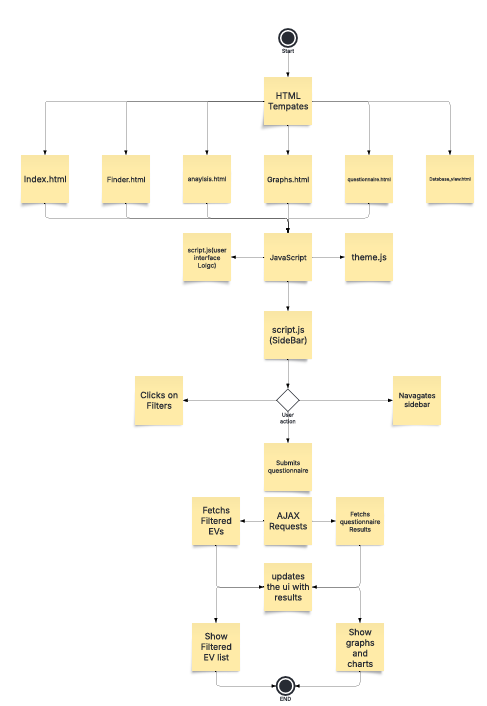 Start
HTML
Tempates
Index.html
Finder.html
anayisis.html
Graphs.html
questionnaire.html
Database_view.html
script.js(user
interface
Lolgc)
JavaScript
theme.js
script.js
(SideBar)
Clicks on
Filters
User
action
Navagates
sidebar
Submits
questionnaire
Fetchs
Filtered
EVs
AJAX
Requests
Fetchs
questionnaire
Results
updates
the ui with
results
Show
Filtered
EV list
Show
graphs
and
charts
END